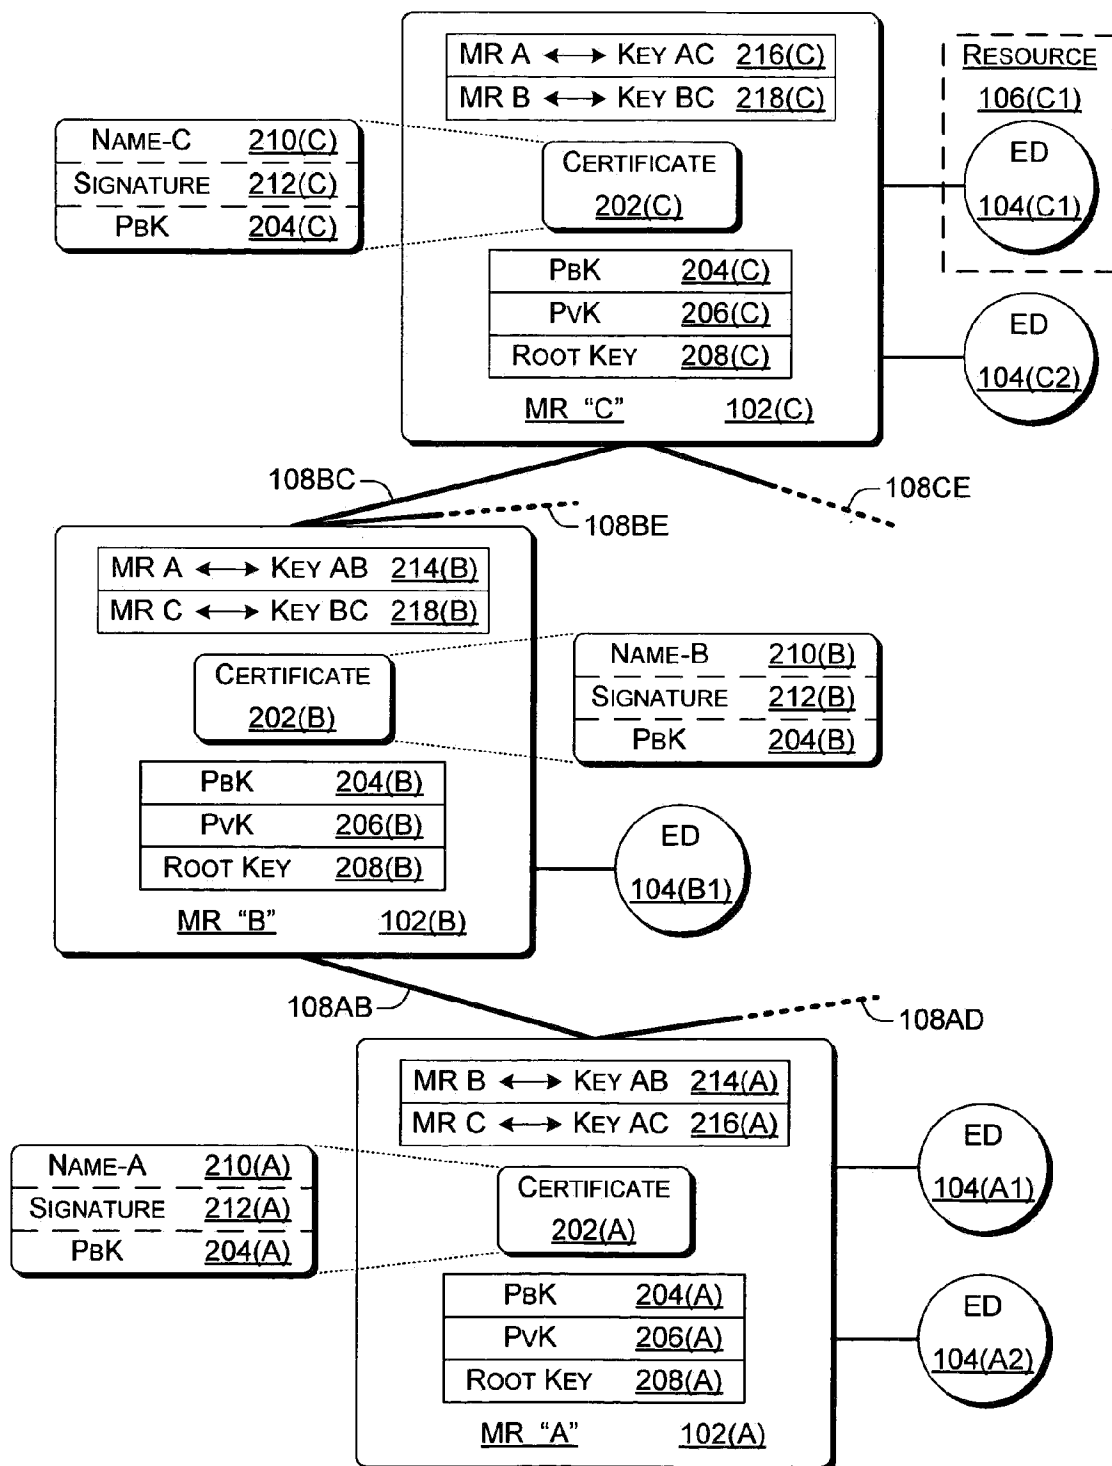 MR A ⟷ KEY AC 216(C)
MR B ⟷ KEY BC 218(C)
RESOURCE
106(C1)
ED
104(C1)
NAME-C 210(C)
SIGNATURE 212(C)
PBK 204(C)
CERTIFICATE
202(C)
PBK 204(C)
PVK 206(C)
ROOT KEY 208(C)
MR "C" 102(C)
ED
104(C2)
108BC
108BE
108CE
MR A ⟷ KEY AB 214(B)
MR C ⟷ KEY BC 218(B)
CERTIFICATE
202(B)
NAME-B 210(B)
SIGNATURE 212(B)
PBK 204(B)
PBK 204(B)
PVK 206(B)
ROOT KEY 208(B)
MR "B" 102(B)
ED
104(B1)
108AB
108AD
MR B ⟷ KEY AB 214(A)
MR C ⟷ KEY AC 216(A)
NAME-A 210(A)
SIGNATURE 212(A)
PBK 204(A)
CERTIFICATE
202(A)
PBK 204(A)
PVK 206(A)
ROOT KEY 208(A)
MR "A" 102(A)
ED
104(A1)
ED
104(A2)